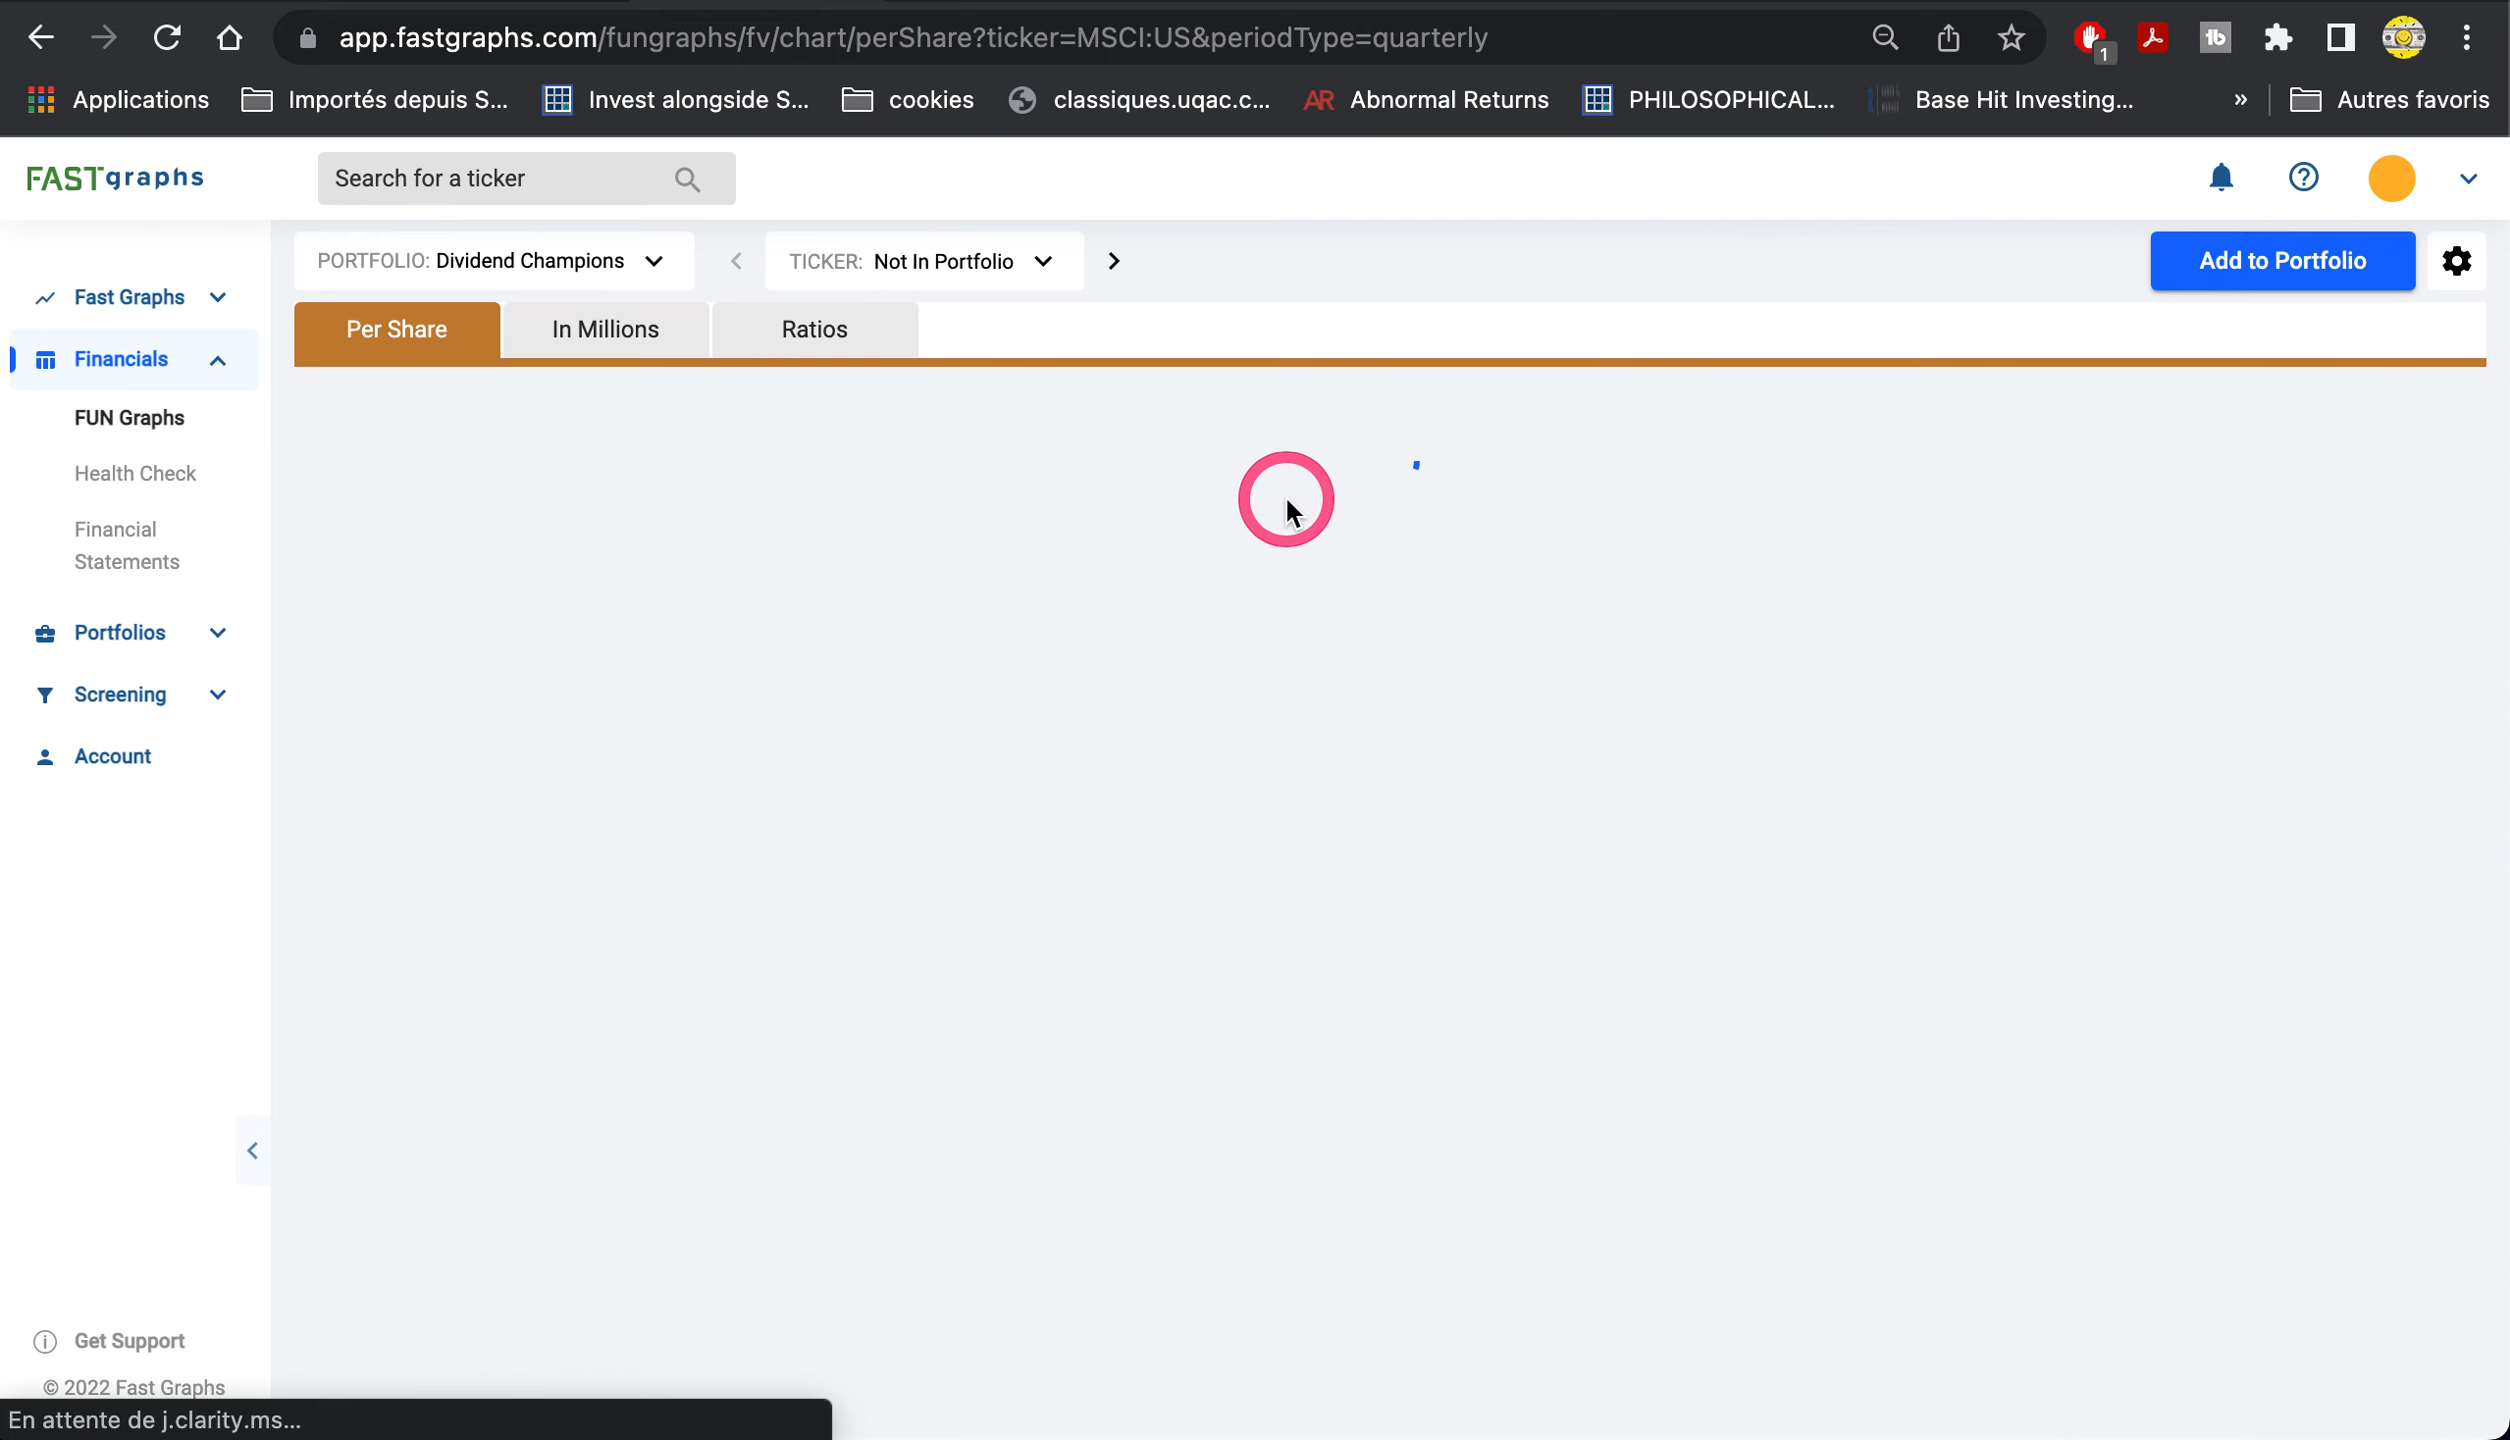 app.fastgraphs.com/fungraphs/fv/chart/perShare?ticker=MSCI:US&periodType=quarterly
1
Applications
Importés depuis S...
Invest alongside S...
cookies
classiques.uqac.c...
AR Abnormal Returns
PHILOSOPHICAL...
Base Hit Investing...
»
Autres favoris
FASTgraphs
Search for a ticker
PORTFOLIO: Dividend Champions
TICKER: Not In Portfolio
Add to Portfolio
Per Share
In Millions
Ratios
Fast Graphs
Financials
FUN Graphs
Health Check
Financial
Statements
Portfolios
Screening
Account
Get Support
© 2022 Fast Graphs
En attente de j.clarity.ms...